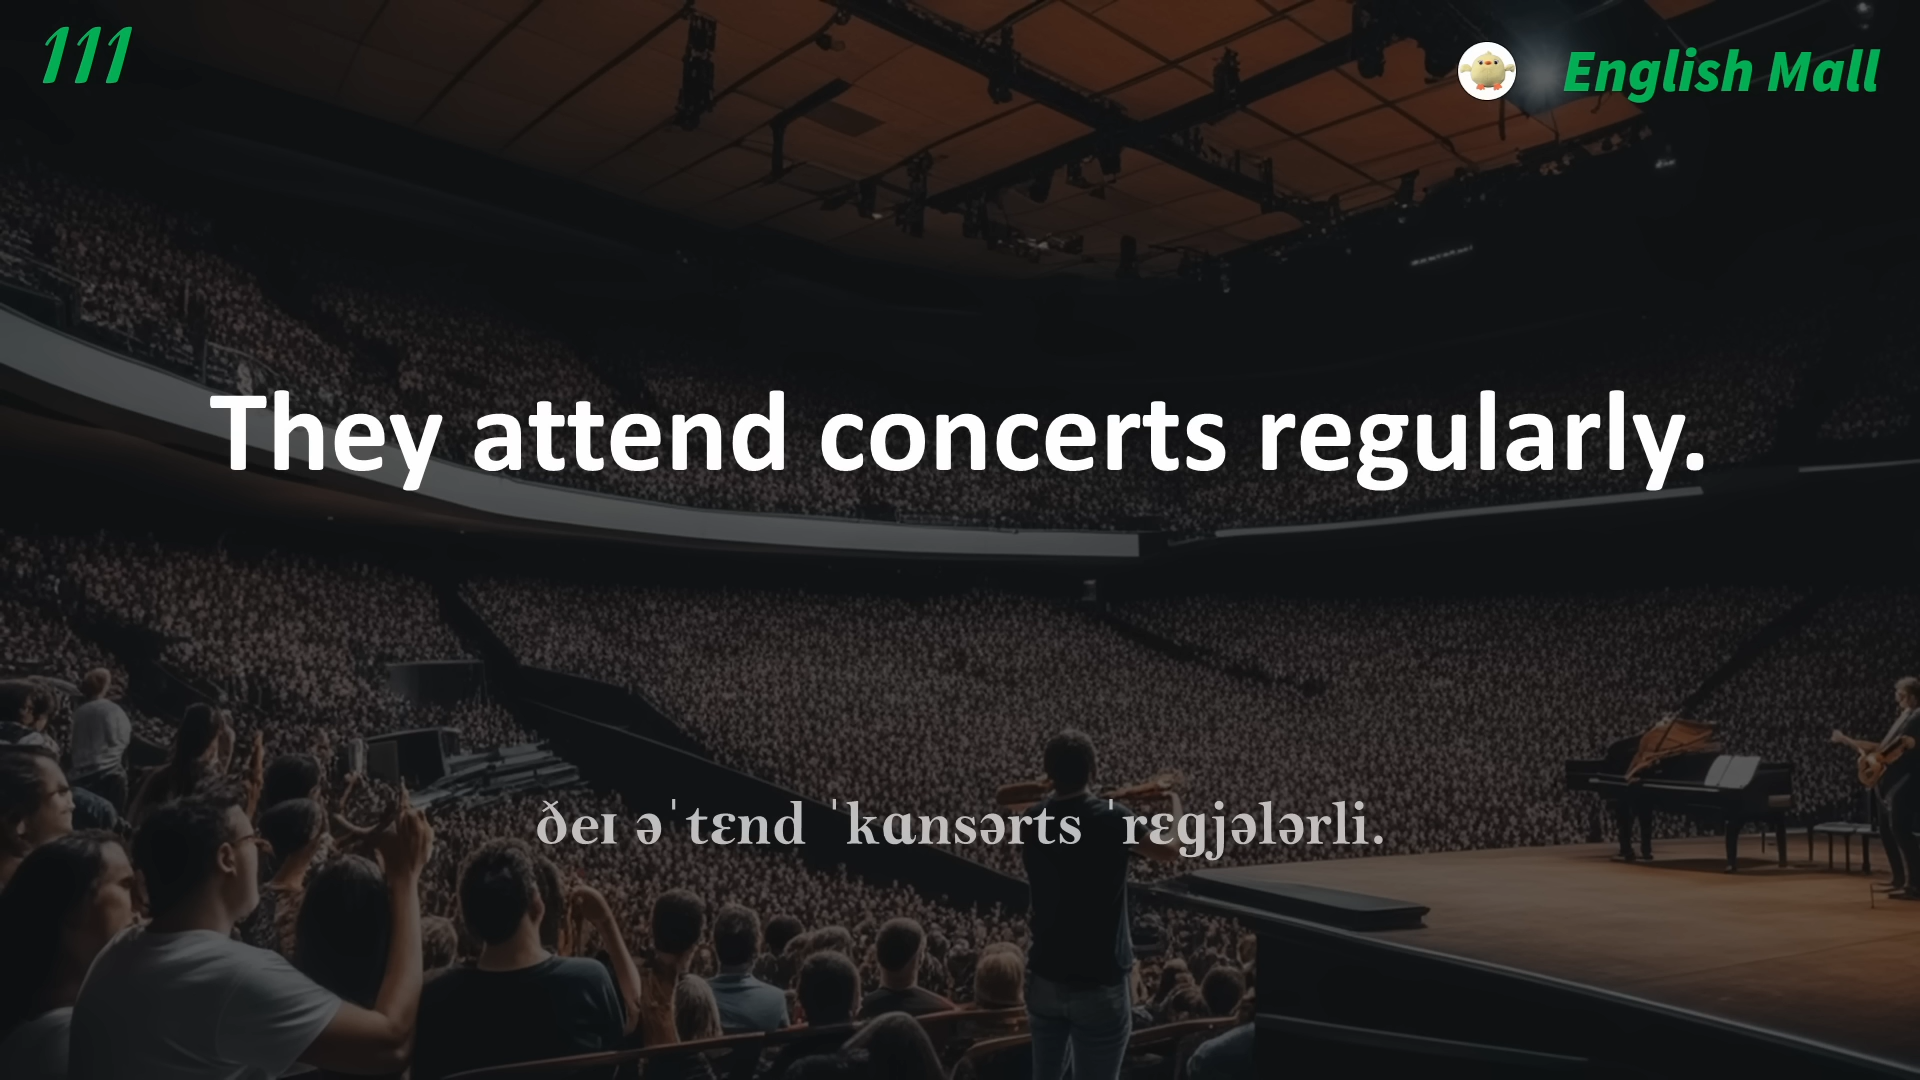 111
English Mall
They attend concerts regularly.
ðeɪ əˈtɛnd ˈkɑnsərts ˈrɛgjələrli.